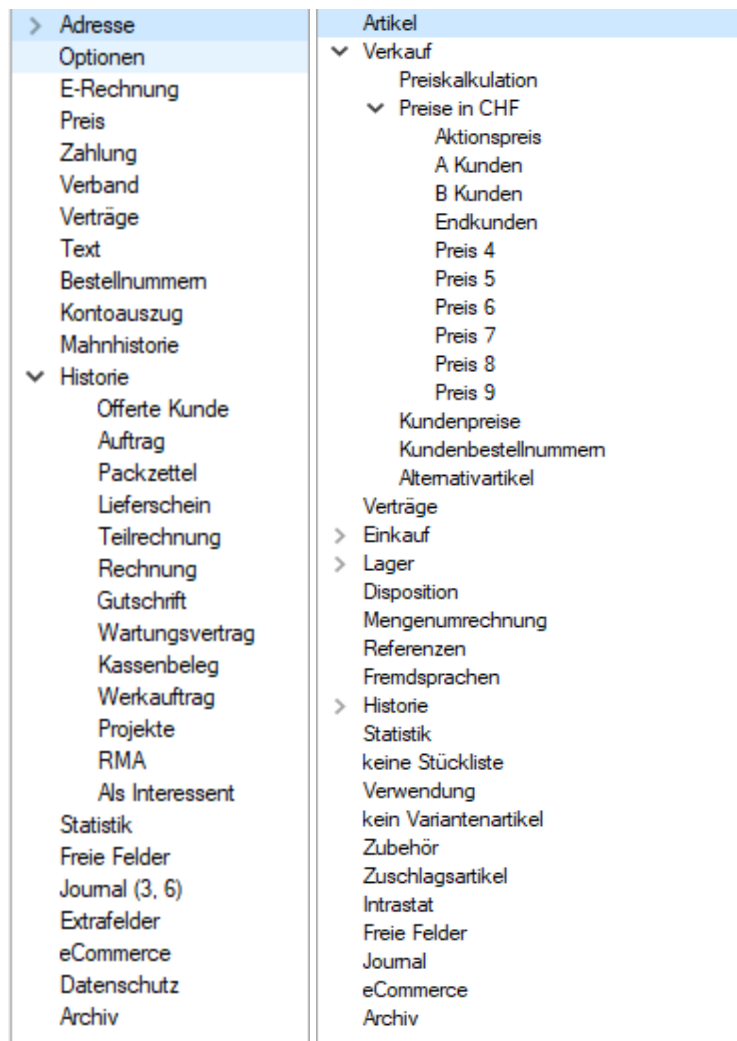 Adresse
Optionen
E-Rechnung
Preis
Zahlung
Verband
Verträge
Text
Bestellnummern
Kontoauszug
Mahnhistorie
Historie
Offerte Kunde
Auftrag
Packzettel
Lieferschein
Teilrechnung
Rechnung
Gutschrift
Wartungsvertrag
Kassenbeleg
Werkauftrag
Projekte
RMA
Als Interessent
Statistik
Freie Felder
Journal (3, 6)
Extrafelder
eCommerce
Datenschutz
Archiv
Artikel
Verkauf
Preiskalkulation
Preise in CHF
Aktionspreis
A Kunden
B Kunden
Endkunden
Preis 4
Preis 5
Preis 6
Preis 7
Preis 8
Preis 9
Kundenpreise
Kundenbestellnummern
Alternativartikel
Verträge
Einkauf
Lager
Disposition
Mengenumrechnung
Referenzen
Fremdsprachen
Historie
Statistik
keine Stückliste
Verwendung
kein Variantenartikel
Zubehör
Zuschlagsartikel
Intrastat
Freie Felder
Journal
eCommerce
Archiv